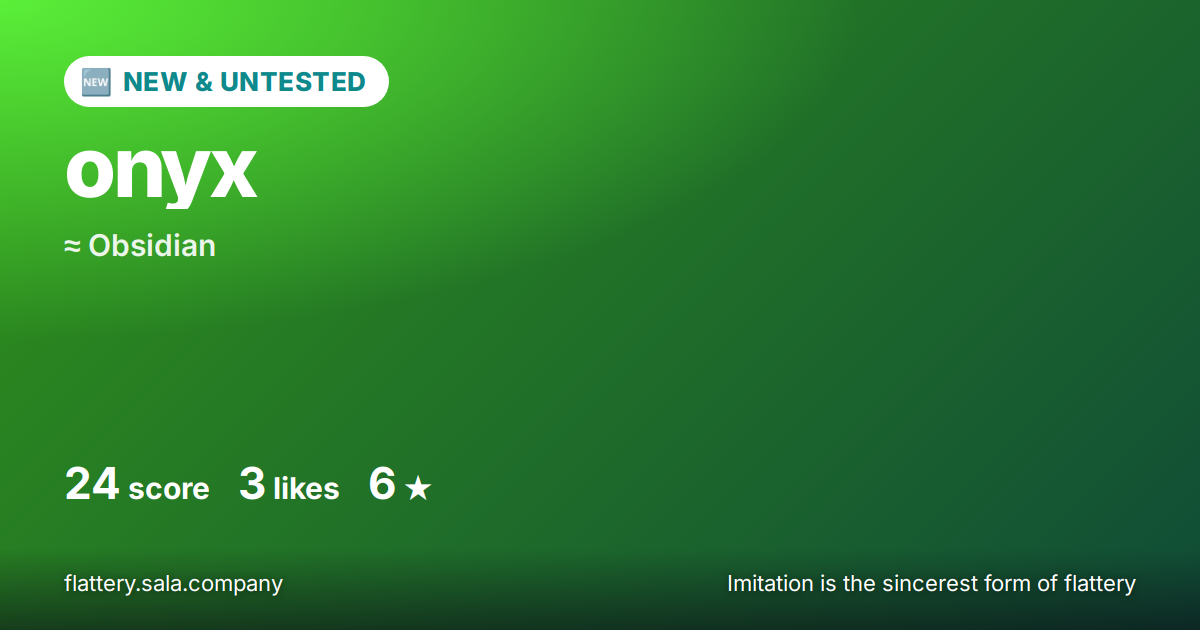 🆕 NEW & UNTESTED
onyx
≈ Obsidian
24 score 3 likes 6 ★
flattery.sala.company
Imitation is the sincerest form of flattery